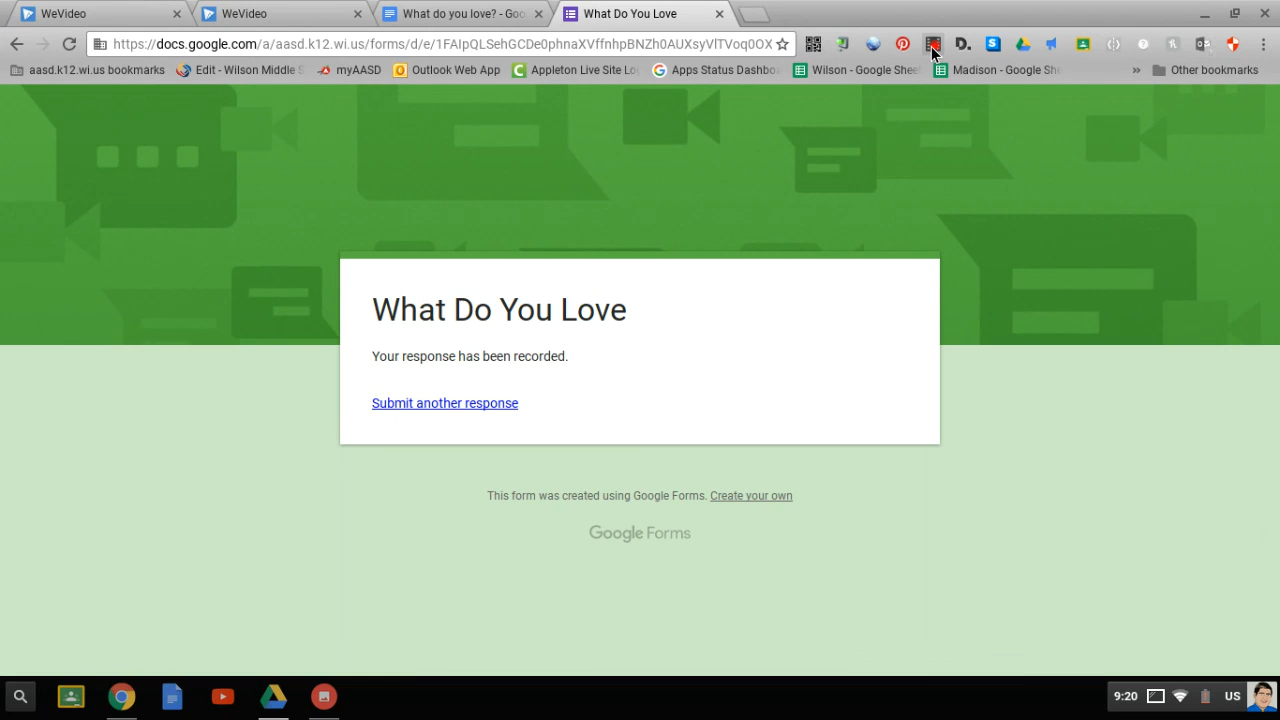 WeVideo
WeVideo
What do you love? - Goo
What Do You Love
https://docs.google.com/a/aasd.k12.wi.us/forms/d/e/1FAIpQLSehGCDe0phnaXVffnhpBNZh0AUXsyVlTVoq0OX
aasd.k12.wi.us bookmarks
Edit - Wilson Middle S
myAASD
Outlook Web App
Appleton Live Site Lo
Apps Status Dashbo
Wilson - Google Shee
Madison - Google She
» Other bookmarks
What Do You Love
Your response has been recorded.
Submit another response
This form was created using Google Forms. Create your own
Google Forms
9:20
US